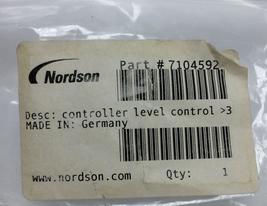 Nordson
Part # 7104592
Desc: controller level control >3
MADE IN: Germany
www.nordson.com
Qty: 1